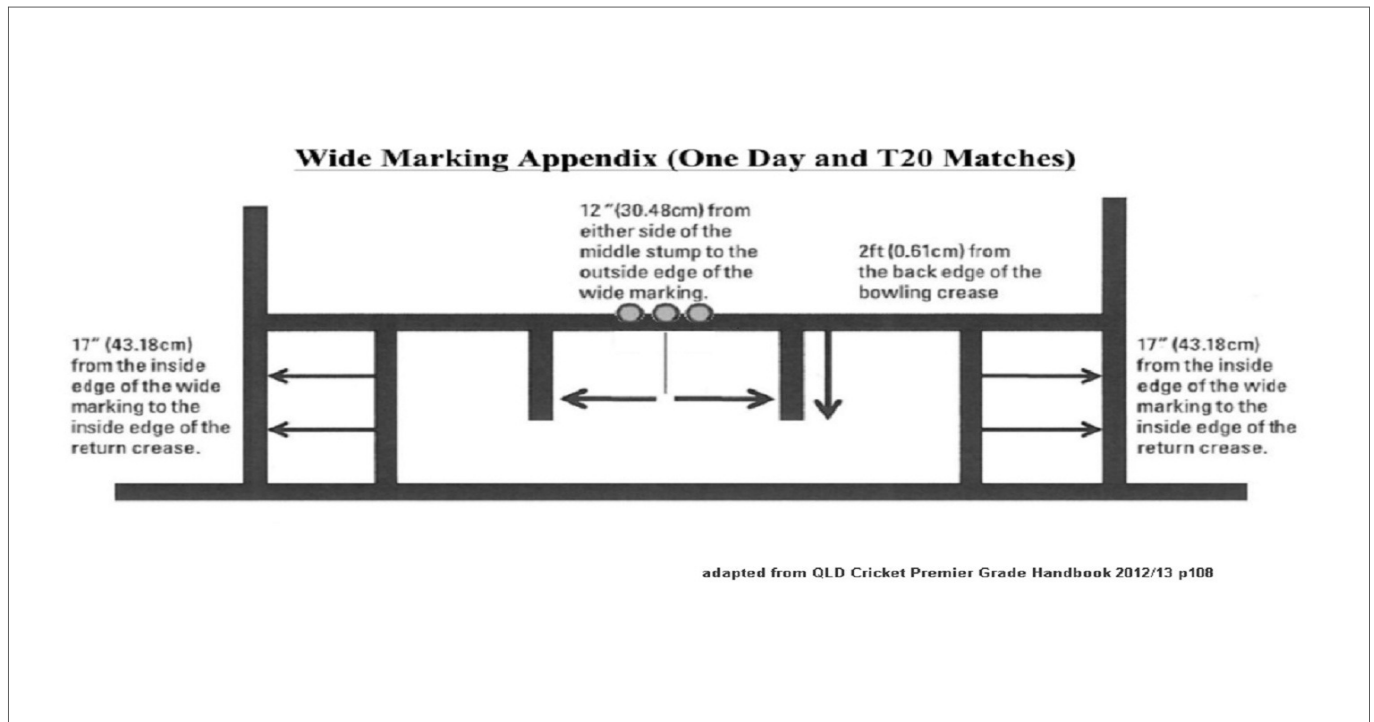 Wide Marking Appendix (One Day and T20 Matches)
12″(30.48cm) from
either side of the
middle stump to the
outside edge of the
wide marking.
2ft (0.61cm) from
the back edge of the
bowling crease
17″ (43.18cm)
from the inside
edge of the wide
marking to the
inside edge of the
return crease.
17″ (43.18cm)
from the inside
edge of the wide
marking to the
inside edge of the
return crease.
adapted from QLD Cricket Premier Grade Handbook 2012/13 p108